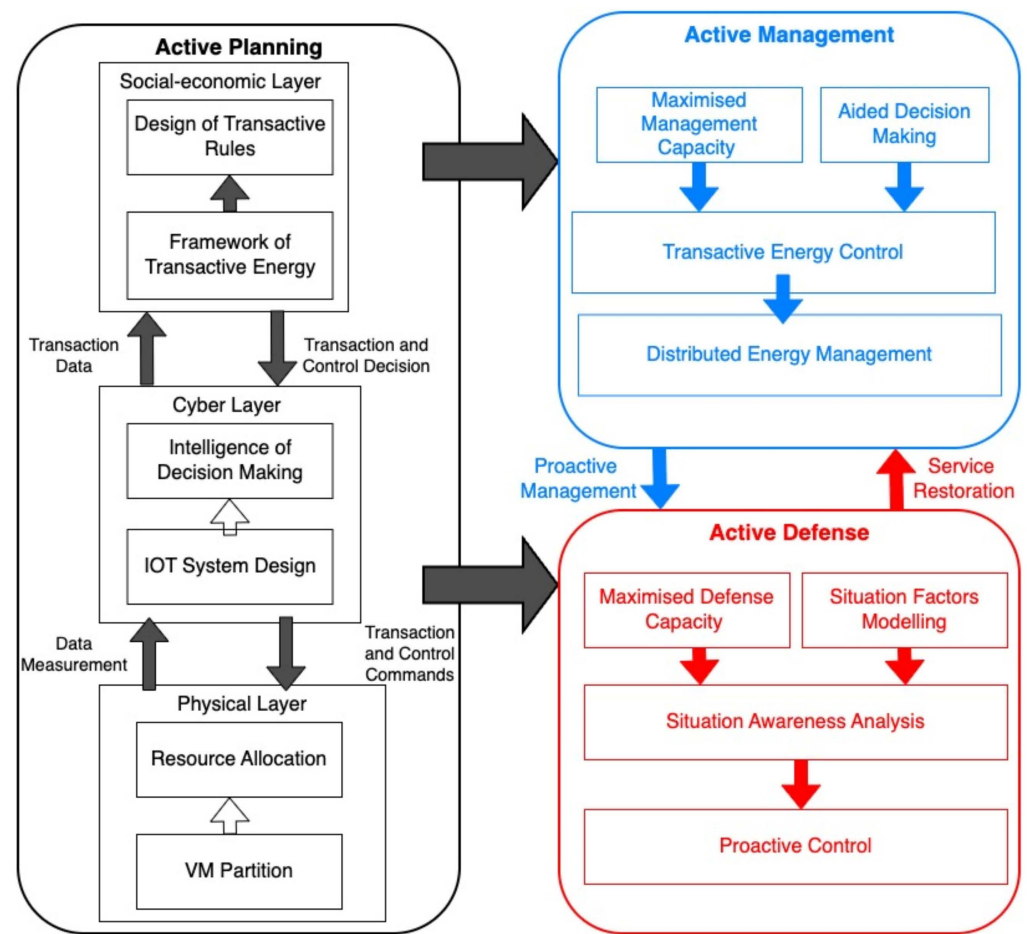 Active Planning
Social-economic Layer
Design of Transactive
Rules
Framework of
Transactive Energy
Transaction
Data
Transaction and
Control Decision
Cyber Layer
Intelligence of
Decision Making
IOT System Design
Data
Measurement
Transaction
and Control
Commands
Physical Layer
Resource Allocation
VM Partition
Active Management
Maximised
Management
Capacity
Aided Decision
Making
Transactive Energy Control
Distributed Energy Management
Proactive
Management
Service
Restoration
Active Defense
Maximised Defense
Capacity
Situation Factors
Modelling
Situation Awareness Analysis
Proactive Control